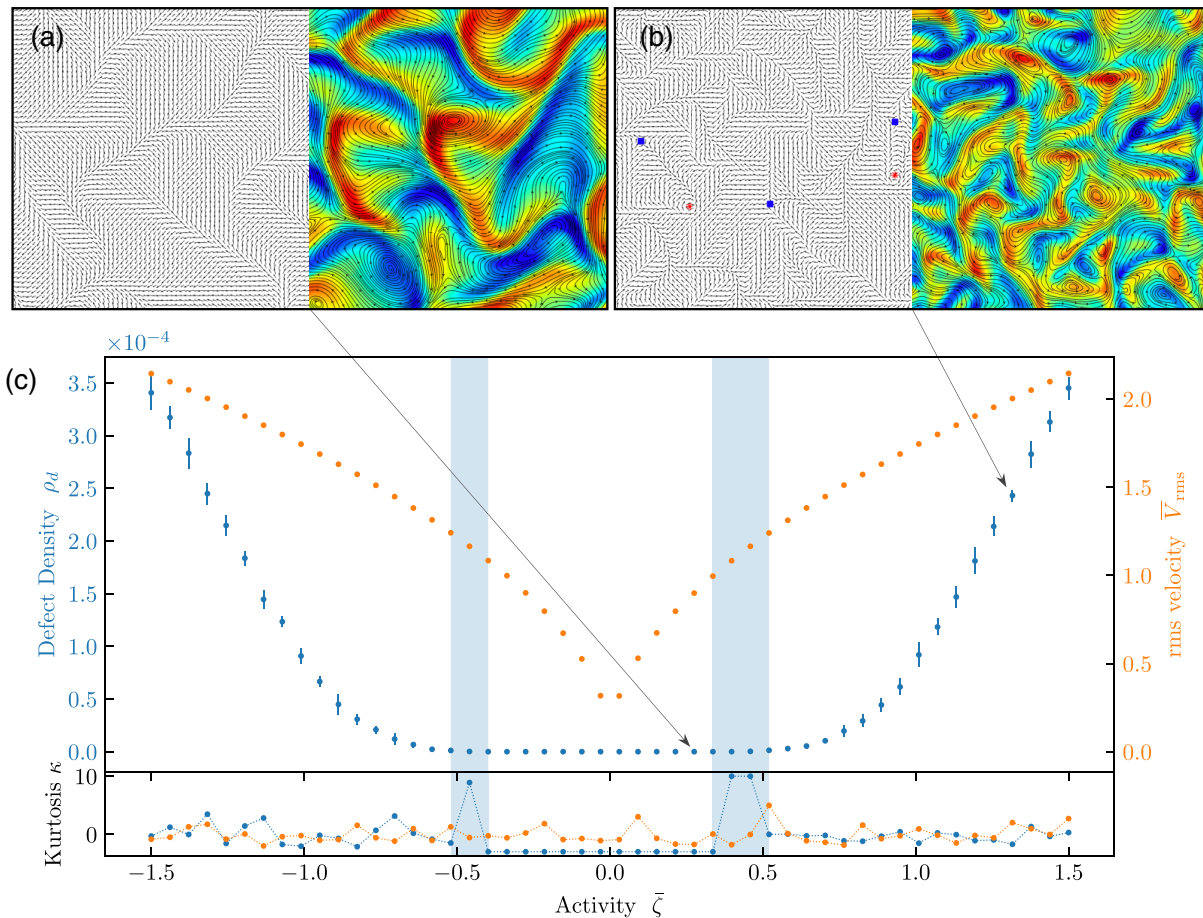 (a)
(b)
(c)
×10⁻⁴
3.5
3.0
2.5
2.0
1.5
1.0
0.5
0.0
Defect Density ρ_d
2.0
1.5
1.0
0.5
0.0
rms velocity V̅_rms
10
0
Kurtosis κ
−1.5 −1.0 −0.5 0.0 0.5 1.0 1.5
Activity ζ̄